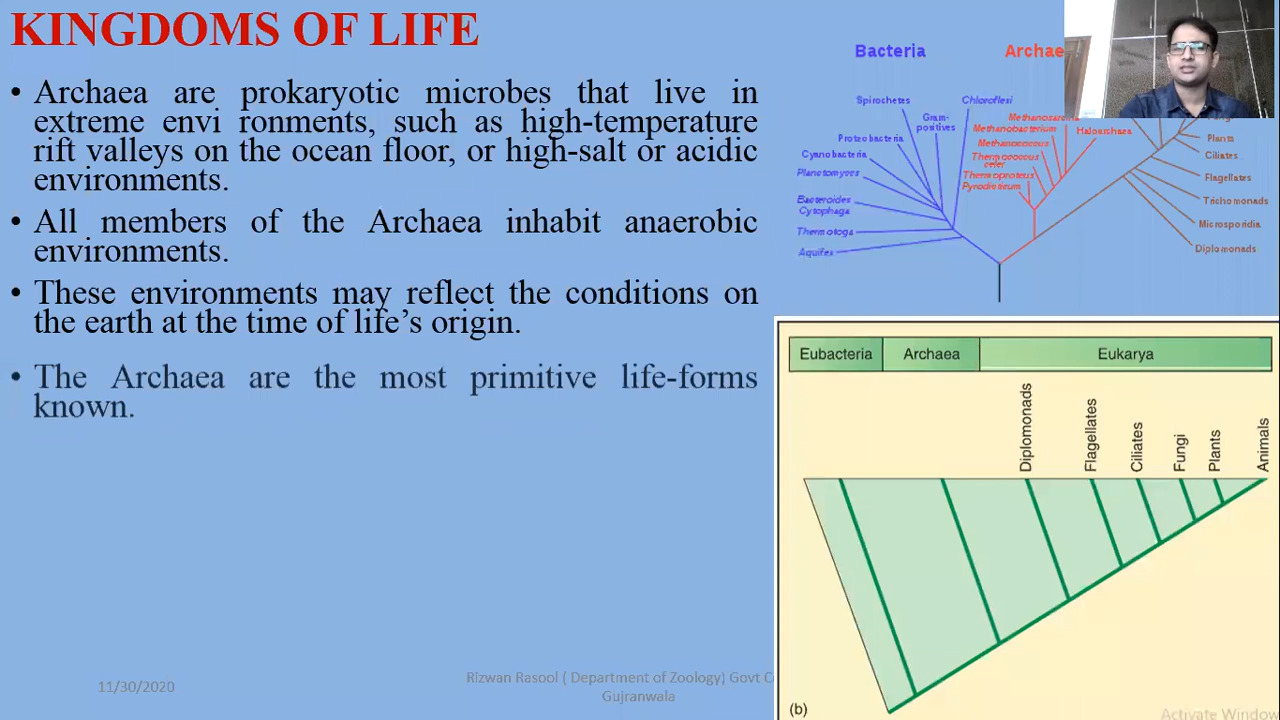 KINGDOMS OF LIFE
• Archaea are prokaryotic microbes that live in
extreme envi ronments, such as high-temperature
rift valleys on the ocean floor, or high-salt or acidic
environments.
• All members of the Archaea inhabit anaerobic
environments.
• These environments may reflect the conditions on
the earth at the time of life’s origin.
• The Archaea are the most primitive life-forms
known.
Bacteria
Spirochetes
Chloroflexi
Gram-
positives
Proteobacteria
Cyanobacteria
Planctomyces
Bacteroides
Cytophaga
Thermotoga
Aquifex
Methanobacterium
Methanococcus
Thermococcus
celer
Thermoproteus
Pyrodicticum
Plants
Ciliates
Flagellates
Trichomonads
Microsporidia
Diplomonads
Eubacteria
Archaea
Eukarya
Diplomonads
Flagellates
Ciliates
Fungi
Plants
Animals
(b)
11/30/2020
Rizwan Rasool ( Department of Zoology) Govt
Gujranwala
Activate